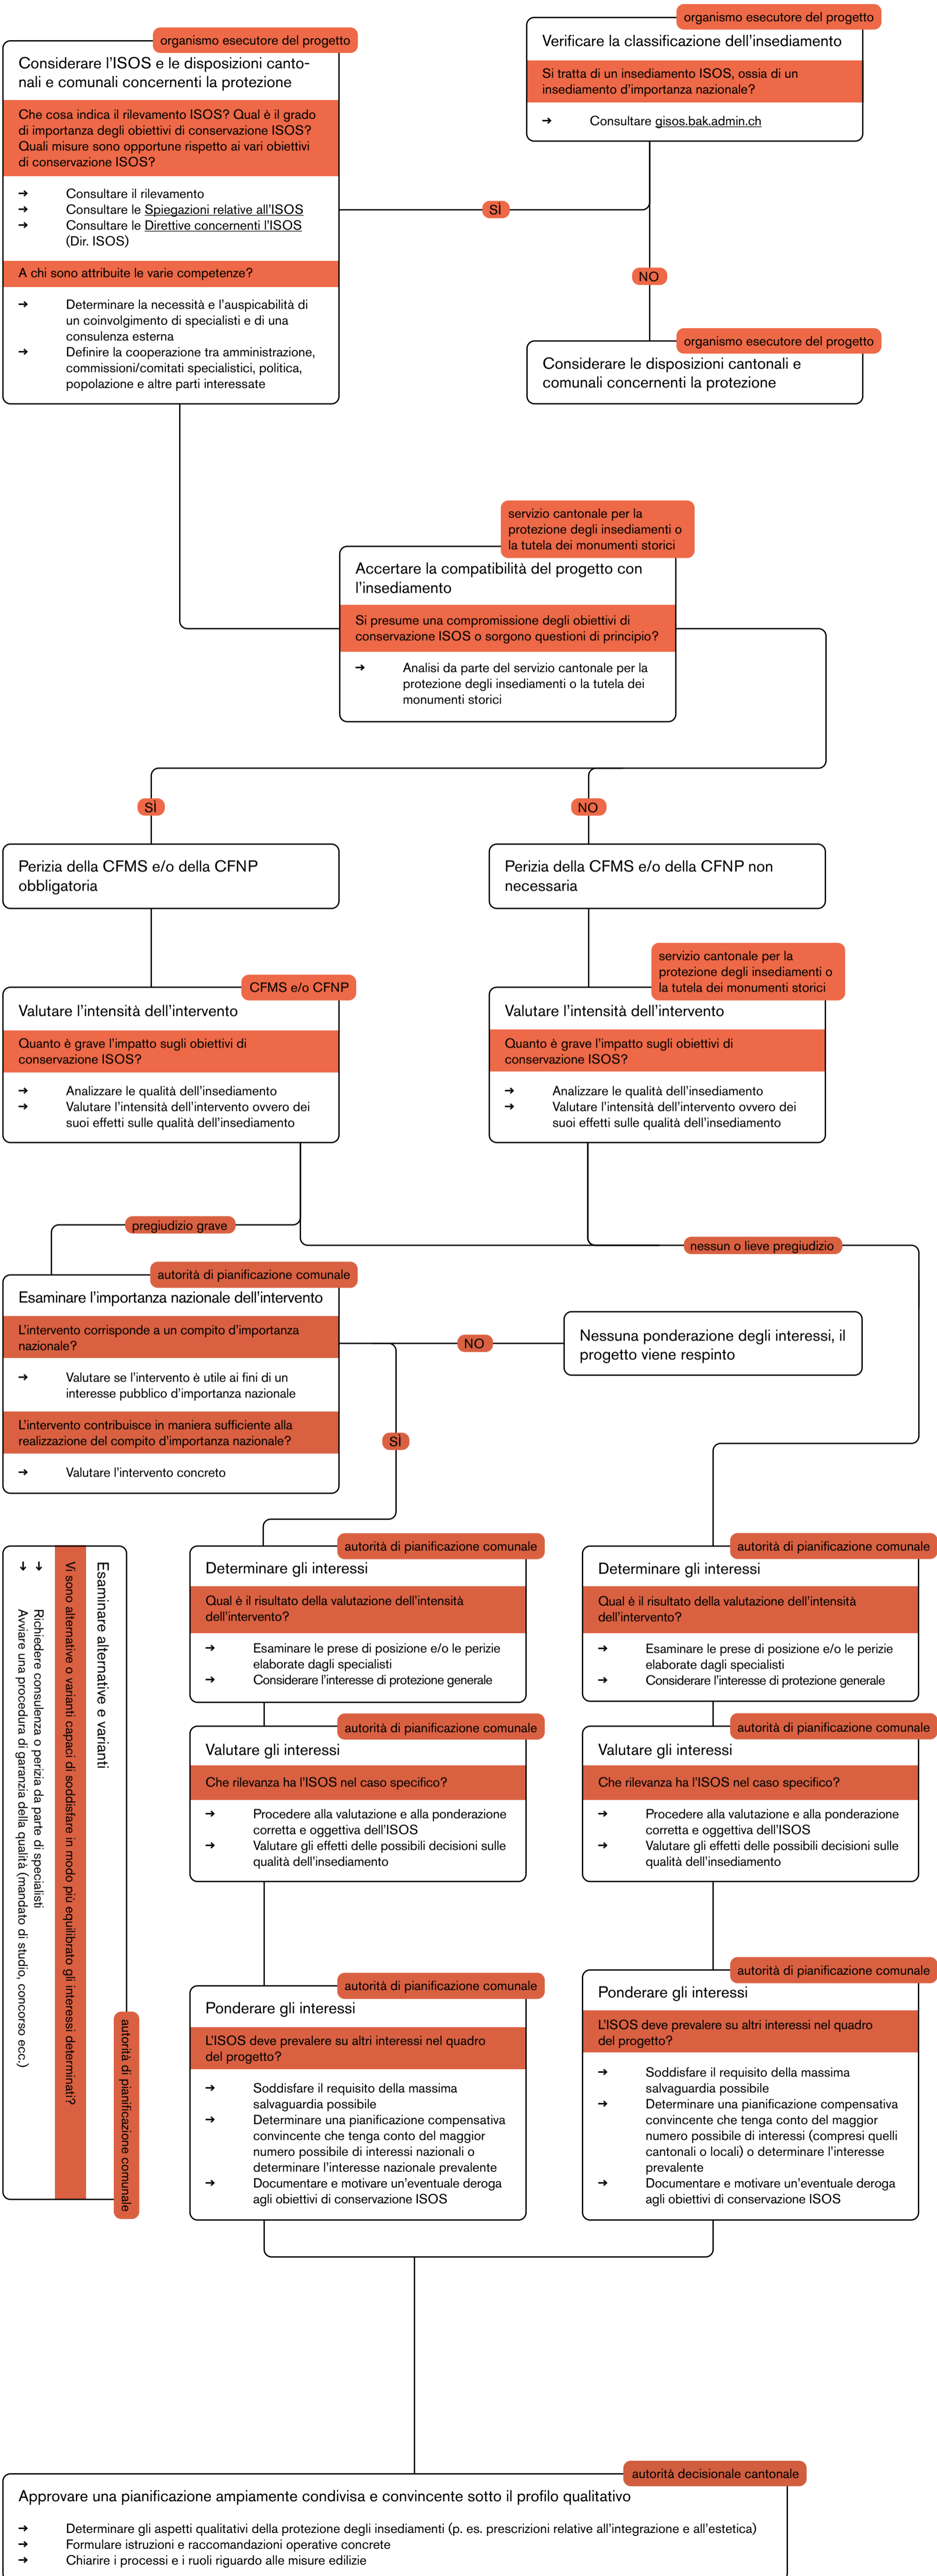 organismo esecutore del progetto
Verificare la classificazione dell'insediamento
Si tratta di un insediamento ISOS, ossia di un
insediamento d'importanza nazionale?
➔ Consultare gisos.bak.admin.ch
SÌ
NO
organismo esecutore del progetto
Considerare le disposizioni cantonali e
comunali concernenti la protezione
organismo esecutore del progetto
Considerare l'ISOS e le disposizioni canto-
nali e comunali concernenti la protezione
Che cosa indica il rilevamento ISOS? Qual è il grado
di importanza degli obiettivi di conservazione ISOS?
Quali misure sono opportune rispetto ai vari obiettivi
di conservazione ISOS?
➔ Consultare il rilevamento
➔ Consultare le Spiegazioni relative all'ISOS
➔ Consultare le Direttive concernenti l'ISOS
(Dir. ISOS)
A chi sono attribuite le varie competenze?
➔ Determinare la necessità e l'auspicabilità di
un coinvolgimento di specialisti e di una
consulenza esterna
➔ Definire la cooperazione tra amministrazione,
commissioni/comitati specialistici, politica,
popolazione e altre parti interessate
servizio cantonale per la
protezione degli insediamenti o
la tutela dei monumenti storici
Accertare la compatibilità del progetto con
l'insediamento
Si presume una compromissione degli obiettivi di
conservazione ISOS o sorgono questioni di principio?
➔ Analisi da parte del servizio cantonale per la
protezione degli insediamenti o la tutela dei
monumenti storici
SÌ
NO
Perizia della CFMS e/o della CFNP
obbligatoria
Perizia della CFMS e/o della CFNP non
necessaria
CFMS e/o CFNP
Valutare l'intensità dell'intervento
Quanto è grave l'impatto sugli obiettivi di
conservazione ISOS?
➔ Analizzare le qualità dell'insediamento
➔ Valutare l'intensità dell'intervento ovvero dei
suoi effetti sulle qualità dell'insediamento
servizio cantonale per la
protezione degli insediamenti o
la tutela dei monumenti storici
Valutare l'intensità dell'intervento
Quanto è grave l'impatto sugli obiettivi di
conservazione ISOS?
➔ Analizzare le qualità dell'insediamento
➔ Valutare l'intensità dell'intervento ovvero dei
suoi effetti sulle qualità dell'insediamento
pregiudizio grave
nessun o lieve pregiudizio
autorità di pianificazione comunale
Esaminare l'importanza nazionale dell'intervento
L'intervento corrisponde a un compito d'importanza
nazionale?
➔ Valutare se l'intervento è utile ai fini di un
interesse pubblico d'importanza nazionale
L'intervento contribuisce in maniera sufficiente alla
realizzazione del compito d'importanza nazionale?
➔ Valutare l'intervento concreto
NO
Nessuna ponderazione degli interessi, il
progetto viene respinto
SÌ
autorità di pianificazione comunale
Esaminare alternative e varianti
Vi sono alternative o varianti capaci di soddisfare in modo più equilibrato gli interessi determinati?
➔ Richiedere consulenza o perizia da parte di specialisti
➔ Avviare una procedura di garanzia della qualità (mandato di studio, concorso ecc.)
autorità di pianificazione comunale
Determinare gli interessi
Qual è il risultato della valutazione dell'intensità
dell'intervento?
➔ Esaminare le prese di posizione e/o le perizie
elaborate dagli specialisti
➔ Considerare l'interesse di protezione generale
autorità di pianificazione comunale
Valutare gli interessi
Che rilevanza ha l'ISOS nel caso specifico?
➔ Procedere alla valutazione e alla ponderazione
corretta e oggettiva dell'ISOS
➔ Valutare gli effetti delle possibili decisioni sulle
qualità dell'insediamento
autorità di pianificazione comunale
Ponderare gli interessi
L'ISOS deve prevalere su altri interessi nel quadro
del progetto?
➔ Soddisfare il requisito della massima
salvaguardia possibile
➔ Determinare una pianificazione compensativa
convincente che tenga conto del maggior
numero possibile di interessi nazionali o
determinare l'interesse nazionale prevalente
➔ Documentare e motivare un'eventuale deroga
agli obiettivi di conservazione ISOS
autorità di pianificazione comunale
Determinare gli interessi
Qual è il risultato della valutazione dell'intensità
dell'intervento?
➔ Esaminare le prese di posizione e/o le perizie
elaborate dagli specialisti
➔ Considerare l'interesse di protezione generale
autorità di pianificazione comunale
Valutare gli interessi
Che rilevanza ha l'ISOS nel caso specifico?
➔ Procedere alla valutazione e alla ponderazione
corretta e oggettiva dell'ISOS
➔ Valutare gli effetti delle possibili decisioni sulle
qualità dell'insediamento
autorità di pianificazione comunale
Ponderare gli interessi
L'ISOS deve prevalere su altri interessi nel quadro
del progetto?
➔ Soddisfare il requisito della massima
salvaguardia possibile
➔ Determinare una pianificazione compensativa
convincente che tenga conto del maggior
numero possibile di interessi (compresi quelli
cantonali o locali) o determinare l'interesse
prevalente
➔ Documentare e motivare un'eventuale deroga
agli obiettivi di conservazione ISOS
autorità decisionale cantonale
Approvare una pianificazione ampiamente condivisa e convincente sotto il profilo qualitativo
➔ Determinare gli aspetti qualitativi della protezione degli insediamenti (p. es. prescrizioni relative all'integrazione e all'estetica)
➔ Formulare istruzioni e raccomandazioni operative concrete
➔ Chiarire i processi e i ruoli riguardo alle misure edilizie